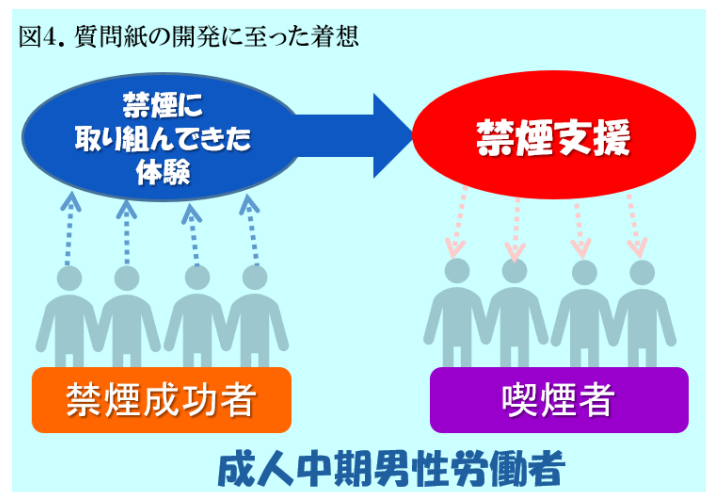 図4. 質問紙の開発に至った着想
禁煙に
取り組んできた
体験
禁煙支援
禁煙成功者
喫煙者
成人中期男性労働者